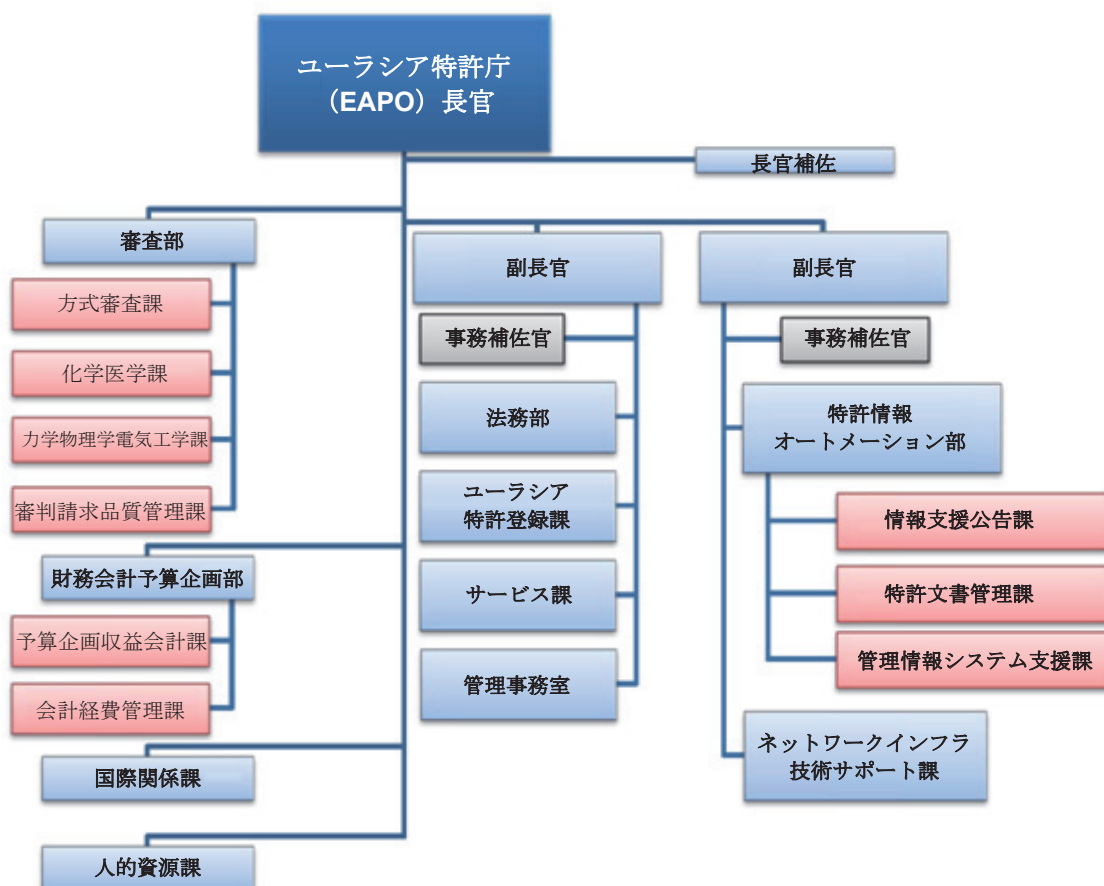 ユーラシア特許庁
（EAPO）長官
長官補佐
審査部
方式審査課
化学医学課
力学物理学電気工学課
審判請求品質管理課
財務会計予算企画部
予算企画収益会計課
会計経費管理課
国際関係課
人的資源課
副長官
事務補佐官
法務部
ユーラシア
特許登録課
サービス課
管理事務室
副長官
事務補佐官
特許情報
オートメーション部
情報支援公告課
特許文書管理課
管理情報システム支援課
ネットワークインフラ
技術サポート課